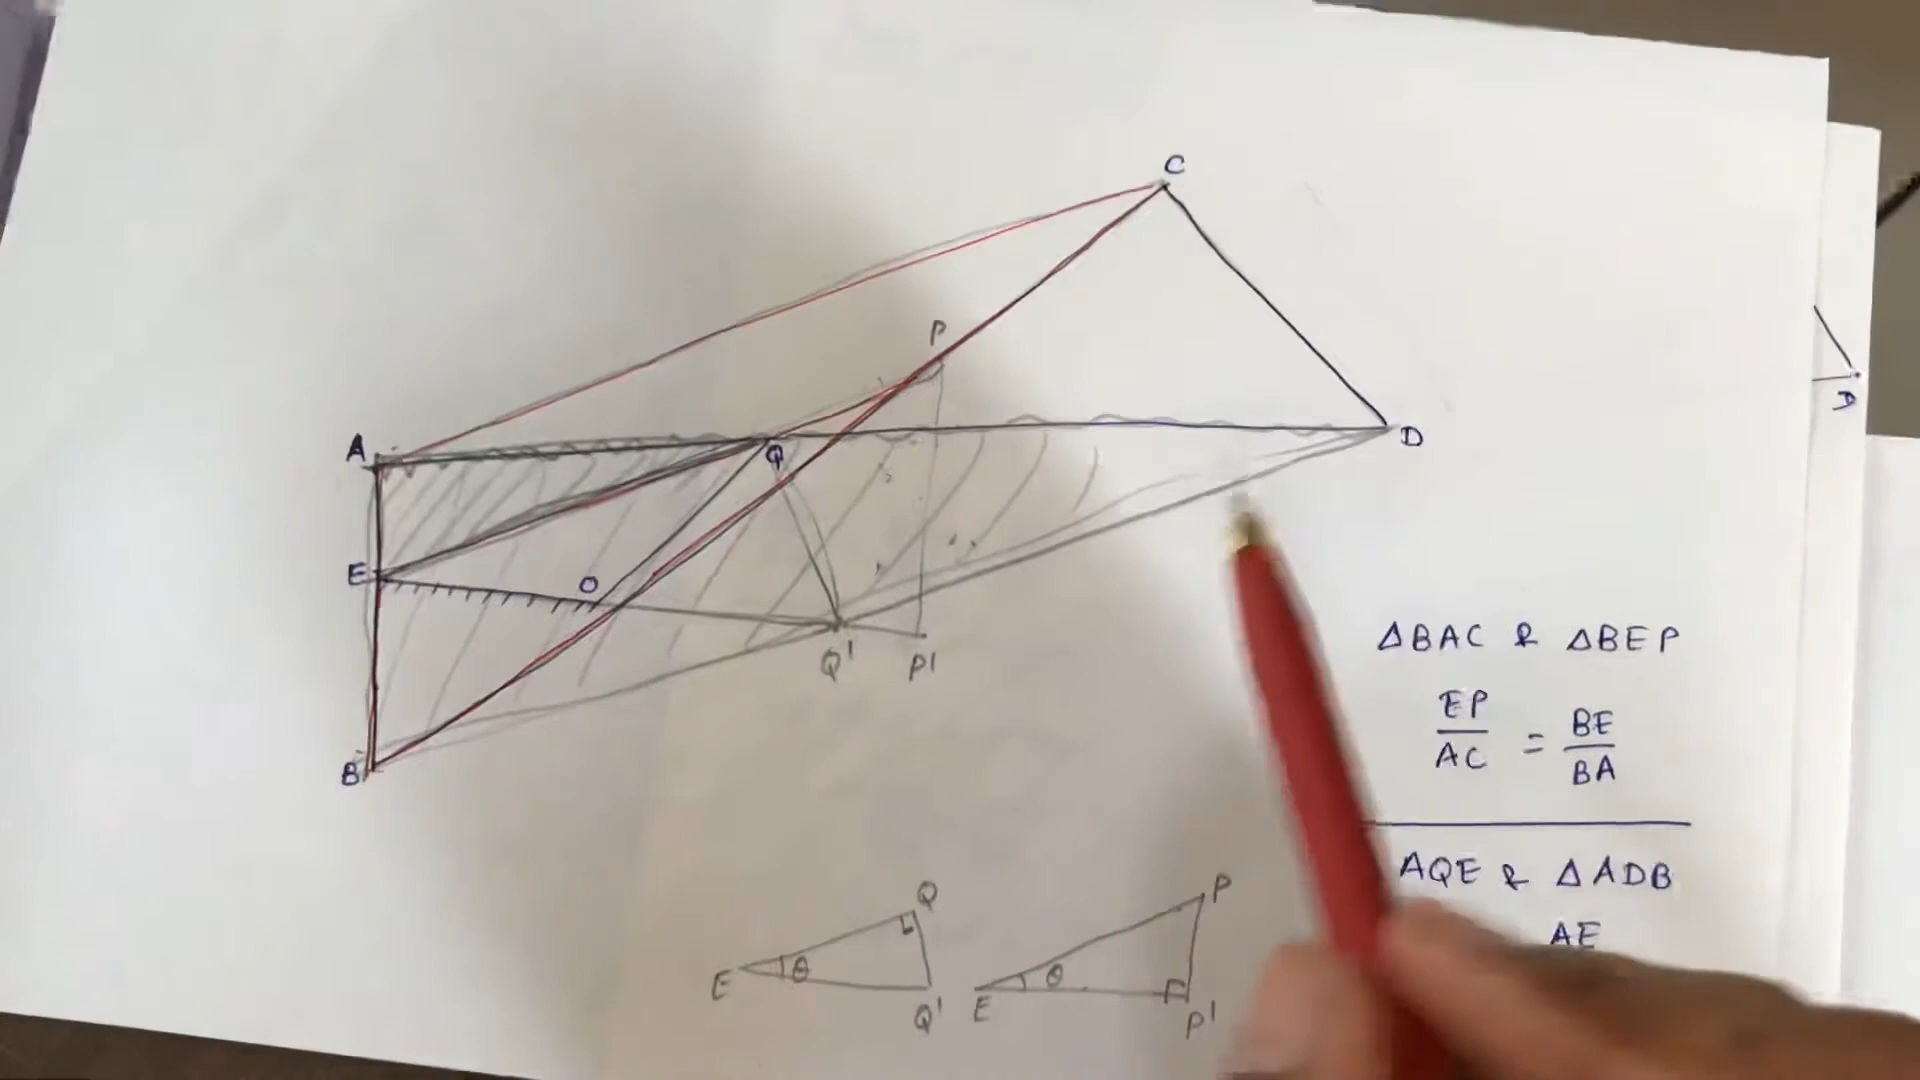 C
P
A
Q
D
D
E
O
Q'
P'
B
ΔBAC & ΔBEP
EP/AC = BE/BA
AQE & ΔADB
AE
Q
E θ
Q'
P
E θ
P'